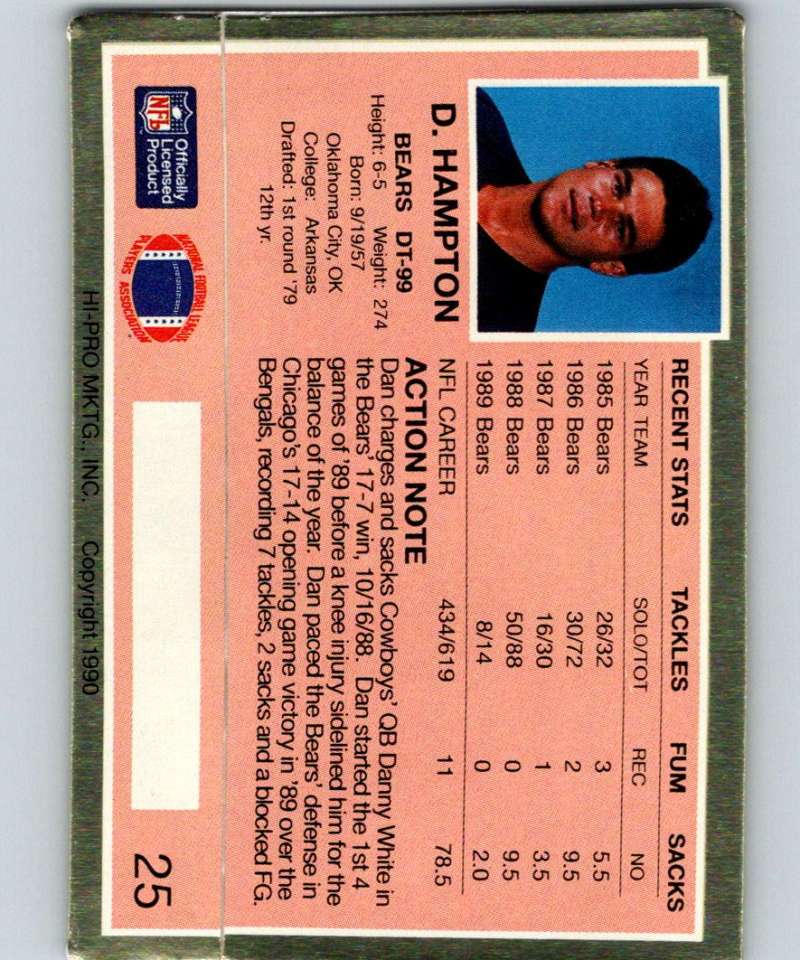 D. HAMPTON
BEARS DT-99
Height: 6-5 Weight: 274
Born: 9/19/57
Oklahoma City, OK
College: Arkansas
Drafted: 1st round '79
12th yr.
RECENT STATS TACKLES FUM SACKS
YEAR TEAM SOLO/TOT REC NO
1985 Bears 26/32 3 5.5
1986 Bears 30/72 2 9.5
1987 Bears 16/30 1 3.5
1988 Bears 50/88 0 9.5
1989 Bears 8/14 0 2.0
NFL CAREER 434/619 11 78.5
ACTION NOTE
Dan charges and sacks Cowboys' QB Danny White in
the Bears' 17-7 win, 10/16/88. Dan started the 1st 4
games of '89 before a knee injury sidelined him for the
balance of the year. Dan paced the Bears' defense in
Chicago's 17-14 opening game victory in '89 over the
Bengals, recording 7 tackles, 2 sacks and a blocked FG.
NFL
Officially
Licensed
Product
NATIONAL FOOTBALL LEAGUE
PLAYERS ASSOCIATION
25
HI-PRO MKTG., INC. Copyright 1990